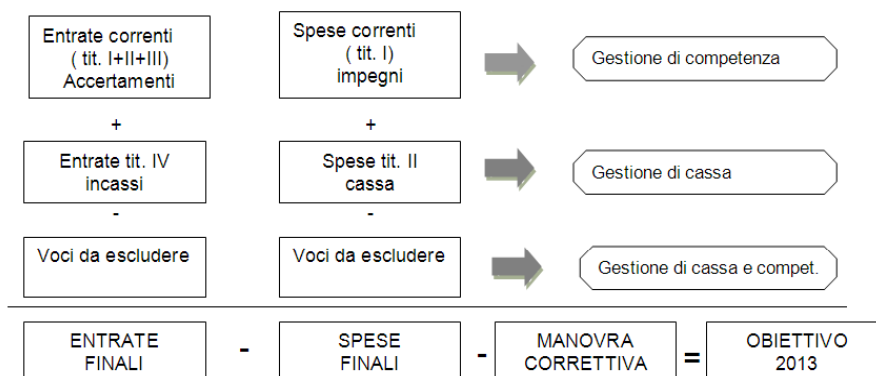 Entrate correnti
( tit. I+II+III)
Accertamenti
Spese correnti
( tit. I)
impegni
Gestione di competenza
+
+
Entrate tit. IV
incassi
Spese tit. II
cassa
Gestione di cassa
-
-
Voci da escludere
Voci da escludere
Gestione di cassa e compet.
ENTRATE
FINALI
-
SPESE
FINALI
-
MANOVRA
CORRETTIVA
=
OBIETTIVO
2013